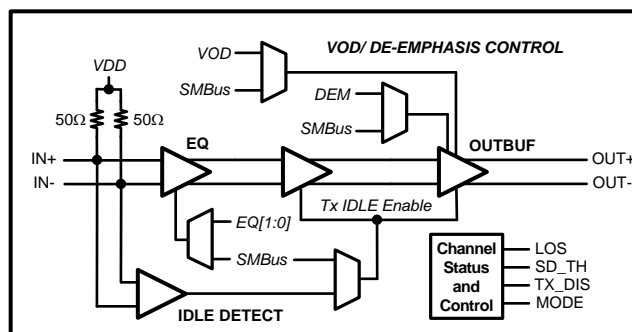 VOD
VOD/ DE-EMPHASIS CONTROL
VDD
SMBus
DEM
50Ω
50Ω
SMBus
EQ
OUTBUF
IN+
OUT+
IN-
OUT-
Tx IDLE Enable
EQ[1:0]
SMBus
Channel
Status
and
Control
LOS
SD_TH
TX_DIS
MODE
IDLE DETECT